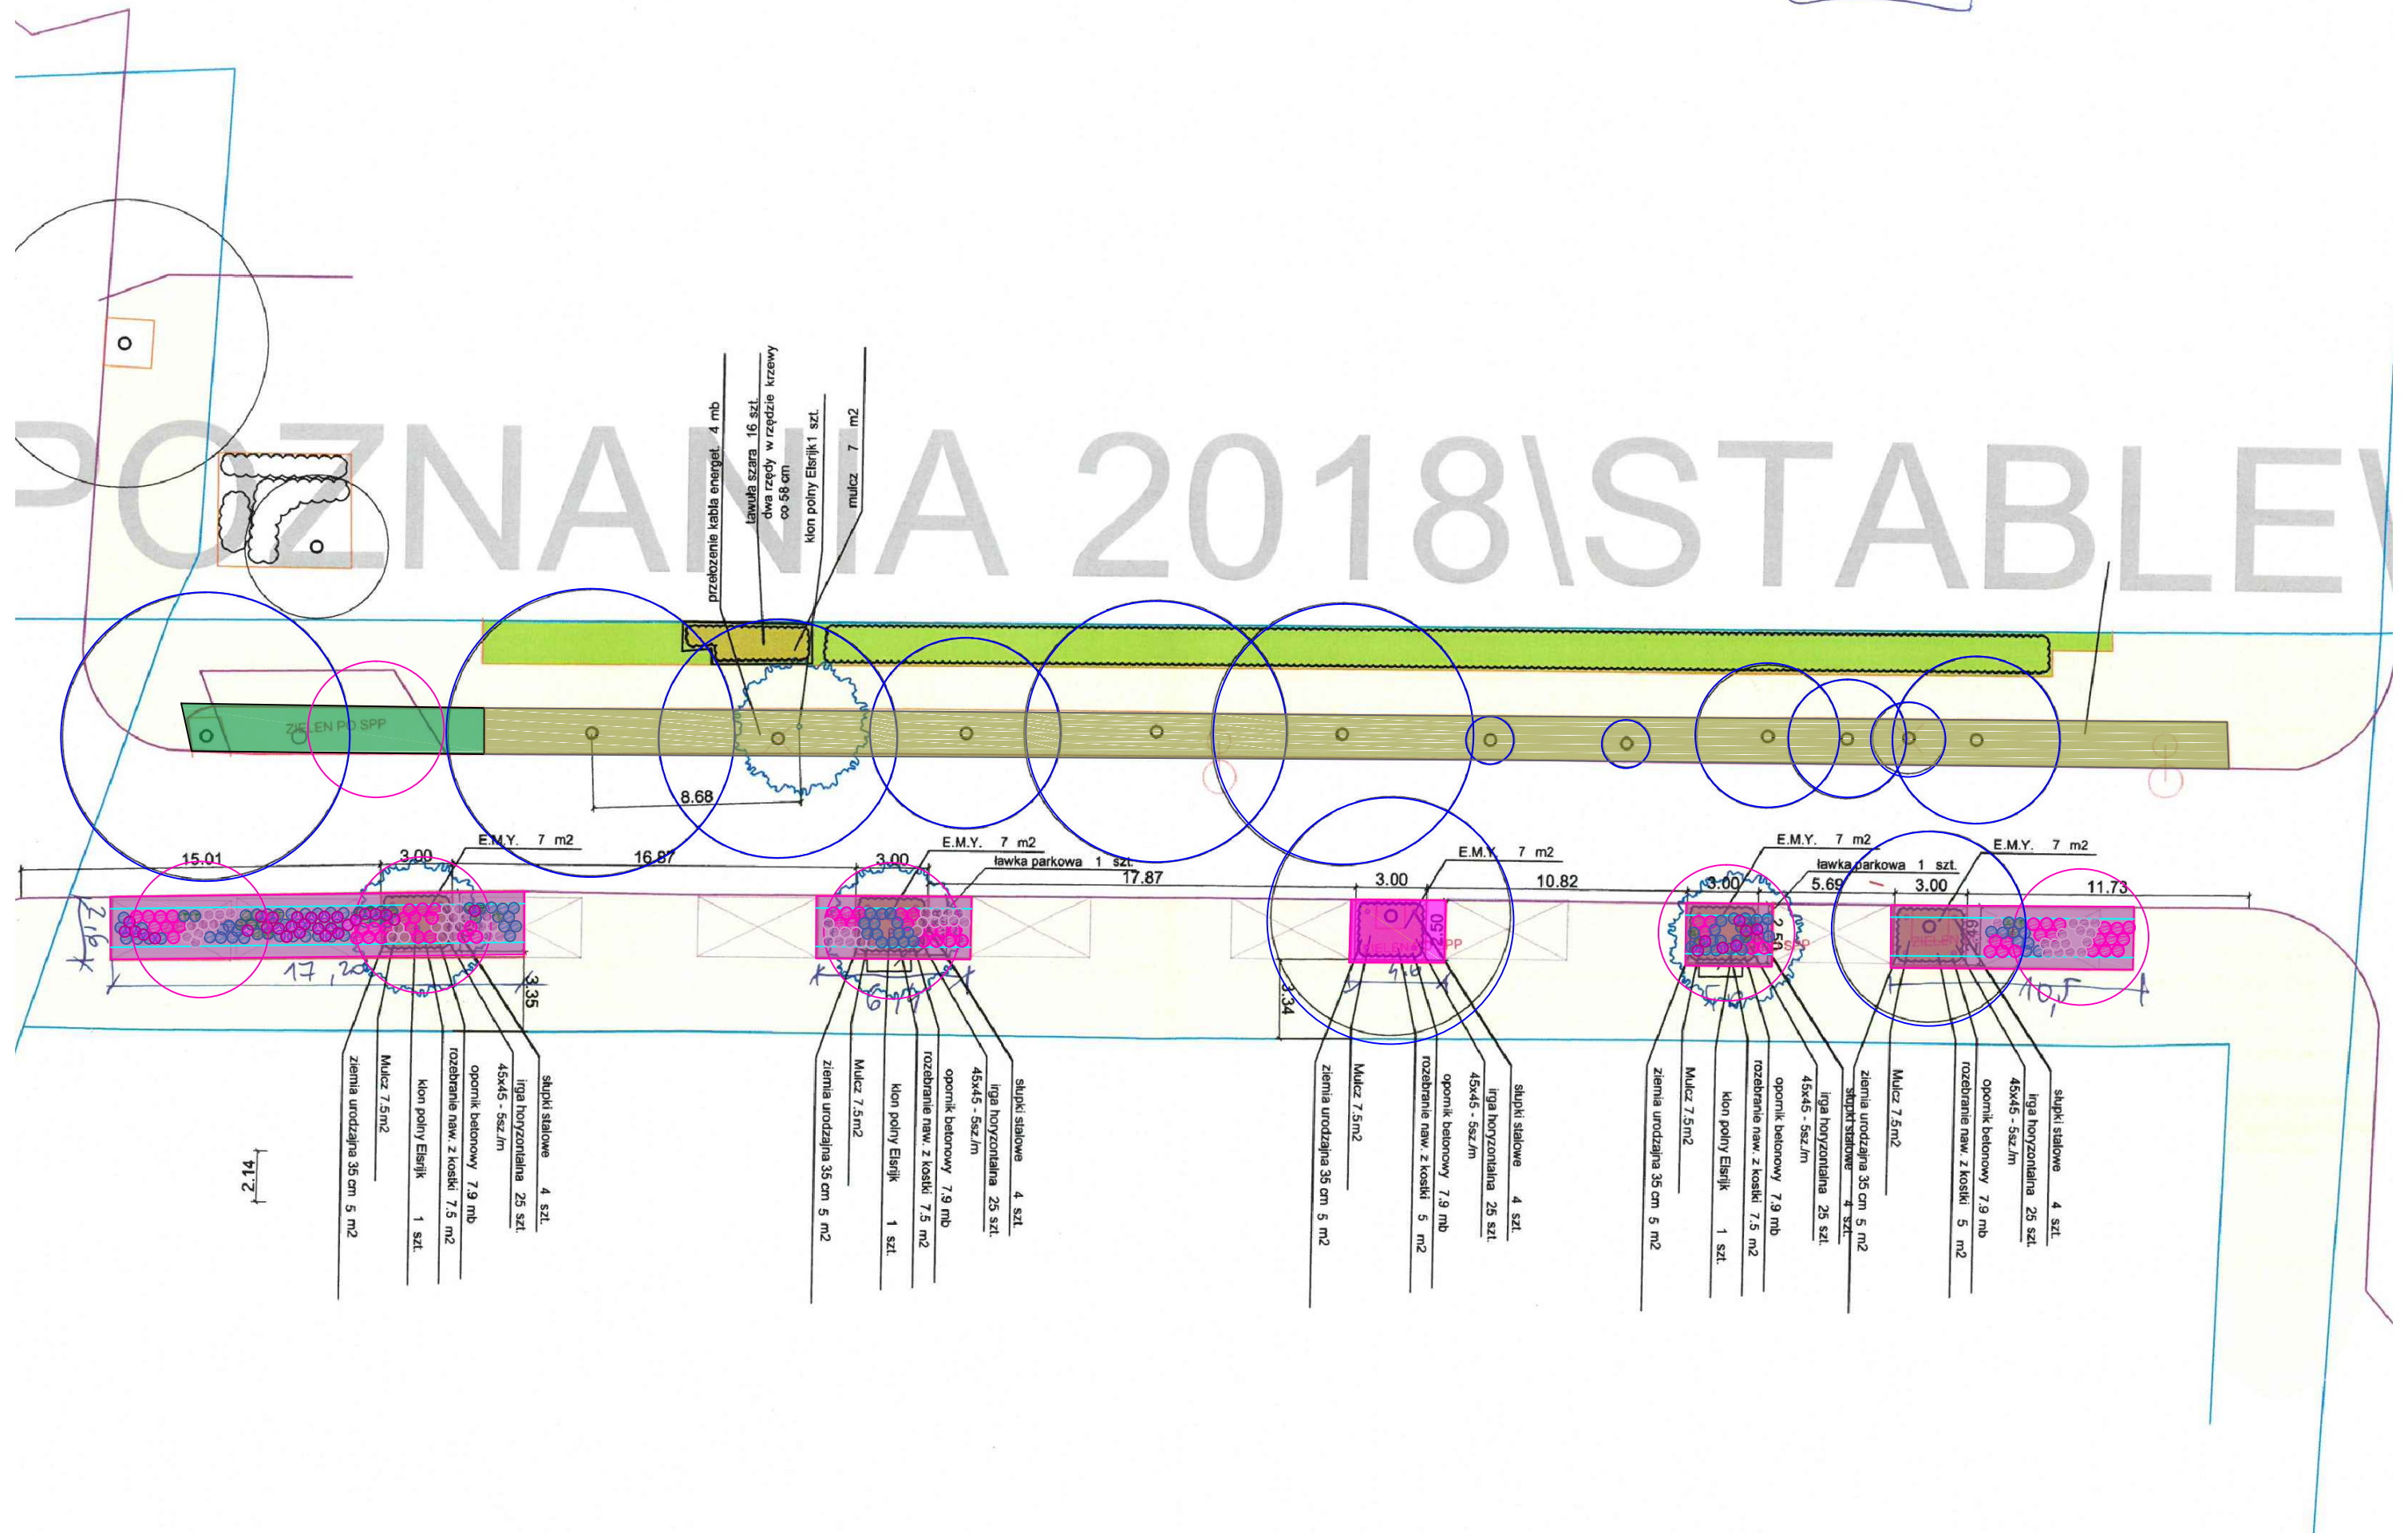 POZNANIA 2018\STABLEW
przełożenie kabla energet. 4 mb
tawuła szara 16 szt.
dwa rzędy w rzędzie krzewy
co 58 cm
klon polny Elsrijk 1 szt.
mulcz 7 m2
ZIELEN PO SPP
8.68
15.01
3.00
E.M.Y. 7 m2
16.87
3.00
E.M.Y. 7 m2
ławka parkowa 1 szt.
17.87
3.00
E.M.Y. 7 m2
10.82
3.00
E.M.Y. 7 m2
ławka parkowa 1 szt.
5.69
3.00
E.M.Y. 7 m2
11.73
2.50
2.50
17,20
3.35
3.34
4,6
10,5
2.14
słupki stalowe 4 szt.
irga horyzontalna 25 szt.
45x45 - 5sz./m
opornik betonowy 7.9 mb
rozebranie naw. z kostki 7.5 m2
klon polny Elsrijk 1 szt.
Mulcz 7.5m2
ziemia urodzajna 35 cm 5 m2
słupki stalowe 4 szt.
irga horyzontalna 25 szt.
45x45 - 5sz./m
opornik betonowy 7.9 mb
rozebranie naw. z kostki 7.5 m2
klon polny Elsrijk 1 szt.
Mulcz 7.5m2
ziemia urodzajna 35 cm 5 m2
słupki stalowe 4 szt.
irga horyzontalna 25 szt.
45x45 - 5sz./m
opornik betonowy 7.9 mb
rozebranie naw. z kostki 5 m2
Mulcz 7.5m2
ziemia urodzajna 35 cm 5 m2
słupki stalowe 4 szt.
irga horyzontalna 25 szt.
45x45 - 5sz./m
opornik betonowy 7.9 mb
rozebranie naw. z kostki 7.5 m2
klon polny Elsrijk 1 szt.
Mulcz 7.5m2
ziemia urodzajna 35 cm 5 m2
słupki stalowe 4 szt.
irga horyzontalna 25 szt.
45x45 - 5sz./m
opornik betonowy 7.9 mb
rozebranie naw. z kostki 5 m2
Mulcz 7.5m2
ziemia urodzajna 35 cm 5 m2